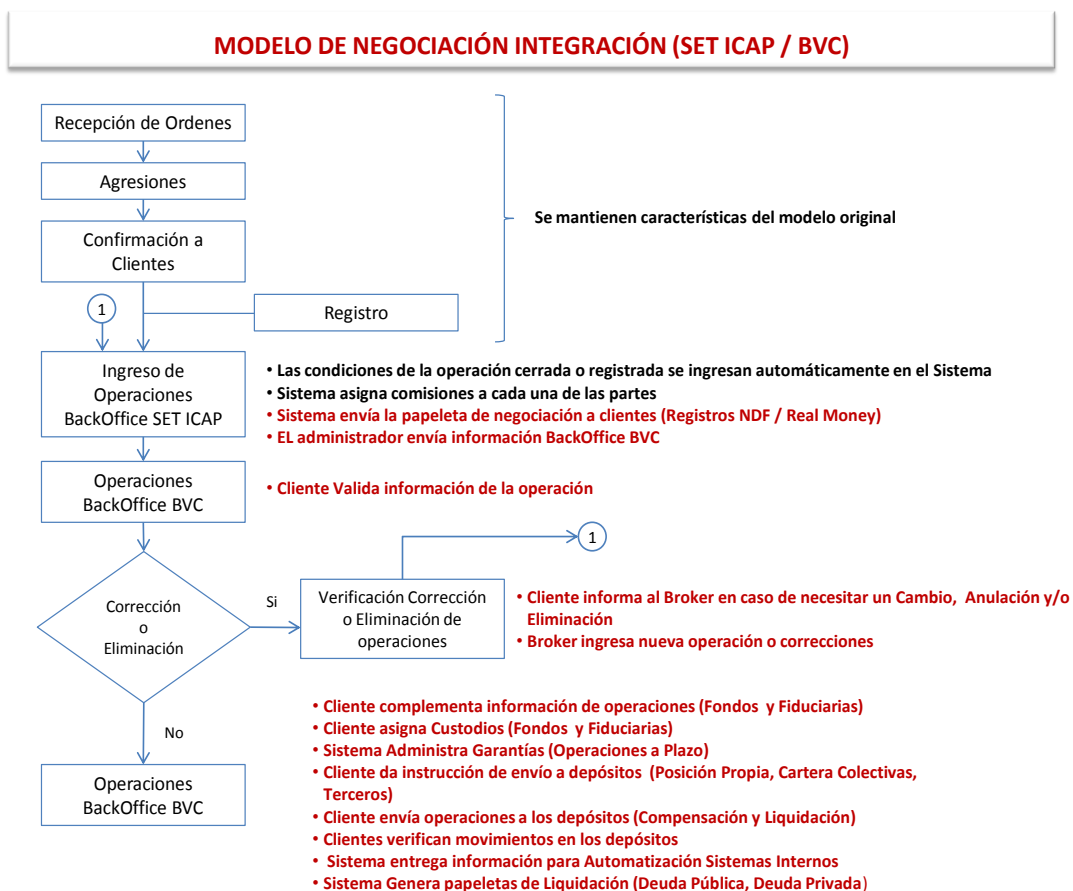 MODELO DE NEGOCIACIÓN INTEGRACIÓN (SET ICAP / BVC)
Recepción de Ordenes
Agresiones
Se mantienen características del modelo original
Confirmación a
Clientes
1
Registro
Ingreso de
Operaciones
BackOffice SET ICAP
• Las condiciones de la operación cerrada o registrada se ingresan automáticamente en el Sistema
• Sistema asigna comisiones a cada una de las partes
• Sistema envía la papeleta de negociación a clientes (Registros NDF / Real Money)
• EL administrador envía información BackOffice BVC
Operaciones
BackOffice BVC
• Cliente Valida información de la operación
1
Corrección
o
Eliminación
Si
Verificación Corrección
o Eliminación de
operaciones
• Cliente informa al Broker en caso de necesitar un Cambio, Anulación y/o
Eliminación
• Broker ingresa nueva operación o correcciones
No
Operaciones
BackOffice BVC
• Cliente complementa información de operaciones (Fondos y Fiduciarias)
• Cliente asigna Custodios (Fondos y Fiduciarias)
• Sistema Administra Garantías (Operaciones a Plazo)
• Cliente da instrucción de envío a depósitos (Posición Propia, Cartera Colectivas,
Terceros)
• Cliente envía operaciones a los depósitos (Compensación y Liquidación)
• Clientes verifican movimientos en los depósitos
• Sistema entrega información para Automatización Sistemas Internos
• Sistema Genera papeletas de Liquidación (Deuda Pública, Deuda Privada)